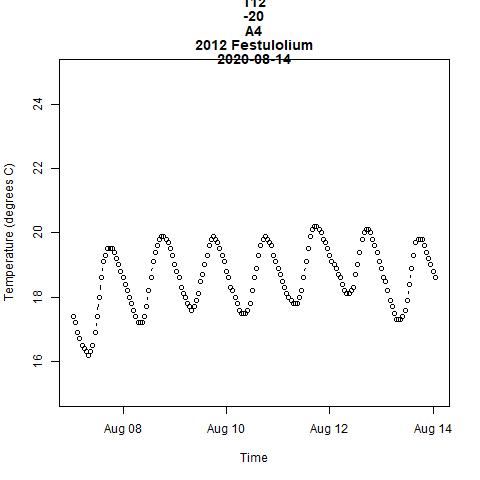 T12
-20
A4
2012 Festulolium
2020-08-14
Temperature (degrees C)
24
22
20
18
16
Aug 08 Aug 10 Aug 12 Aug 14
Time